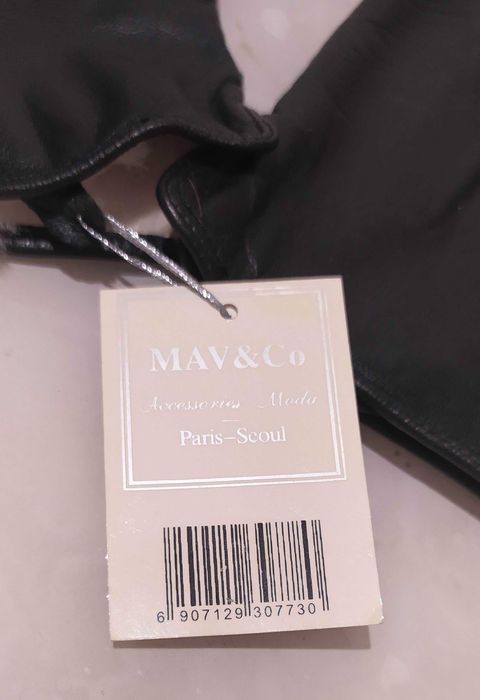 MAV&Co
Accessories Moda
Paris-Seoul
6 907129 307730